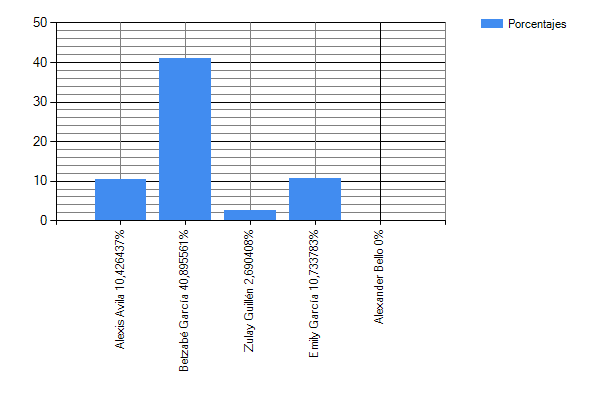 50
40
30
20
10
0
Porcentajes
Alexis Avila 10,426437%
Betzabé García 40,895561%
Zulay Guillén 2,690408%
Emily García 10,733783%
Alexander Bello 0%